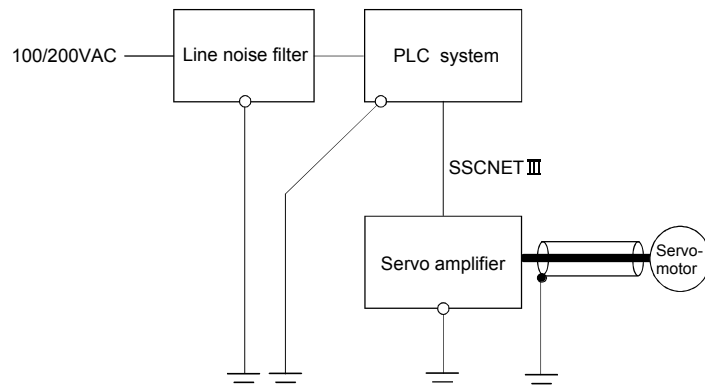 100/200VAC
Line noise filter
PLC system
SSCNETⅢ
Servo amplifier
Servo-
motor